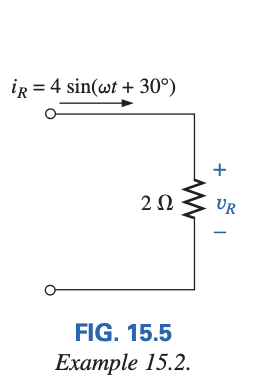 i_R = 4 sin(ωt + 30°)
+
2 Ω
v_R
–
FIG. 15.5
Example 15.2.